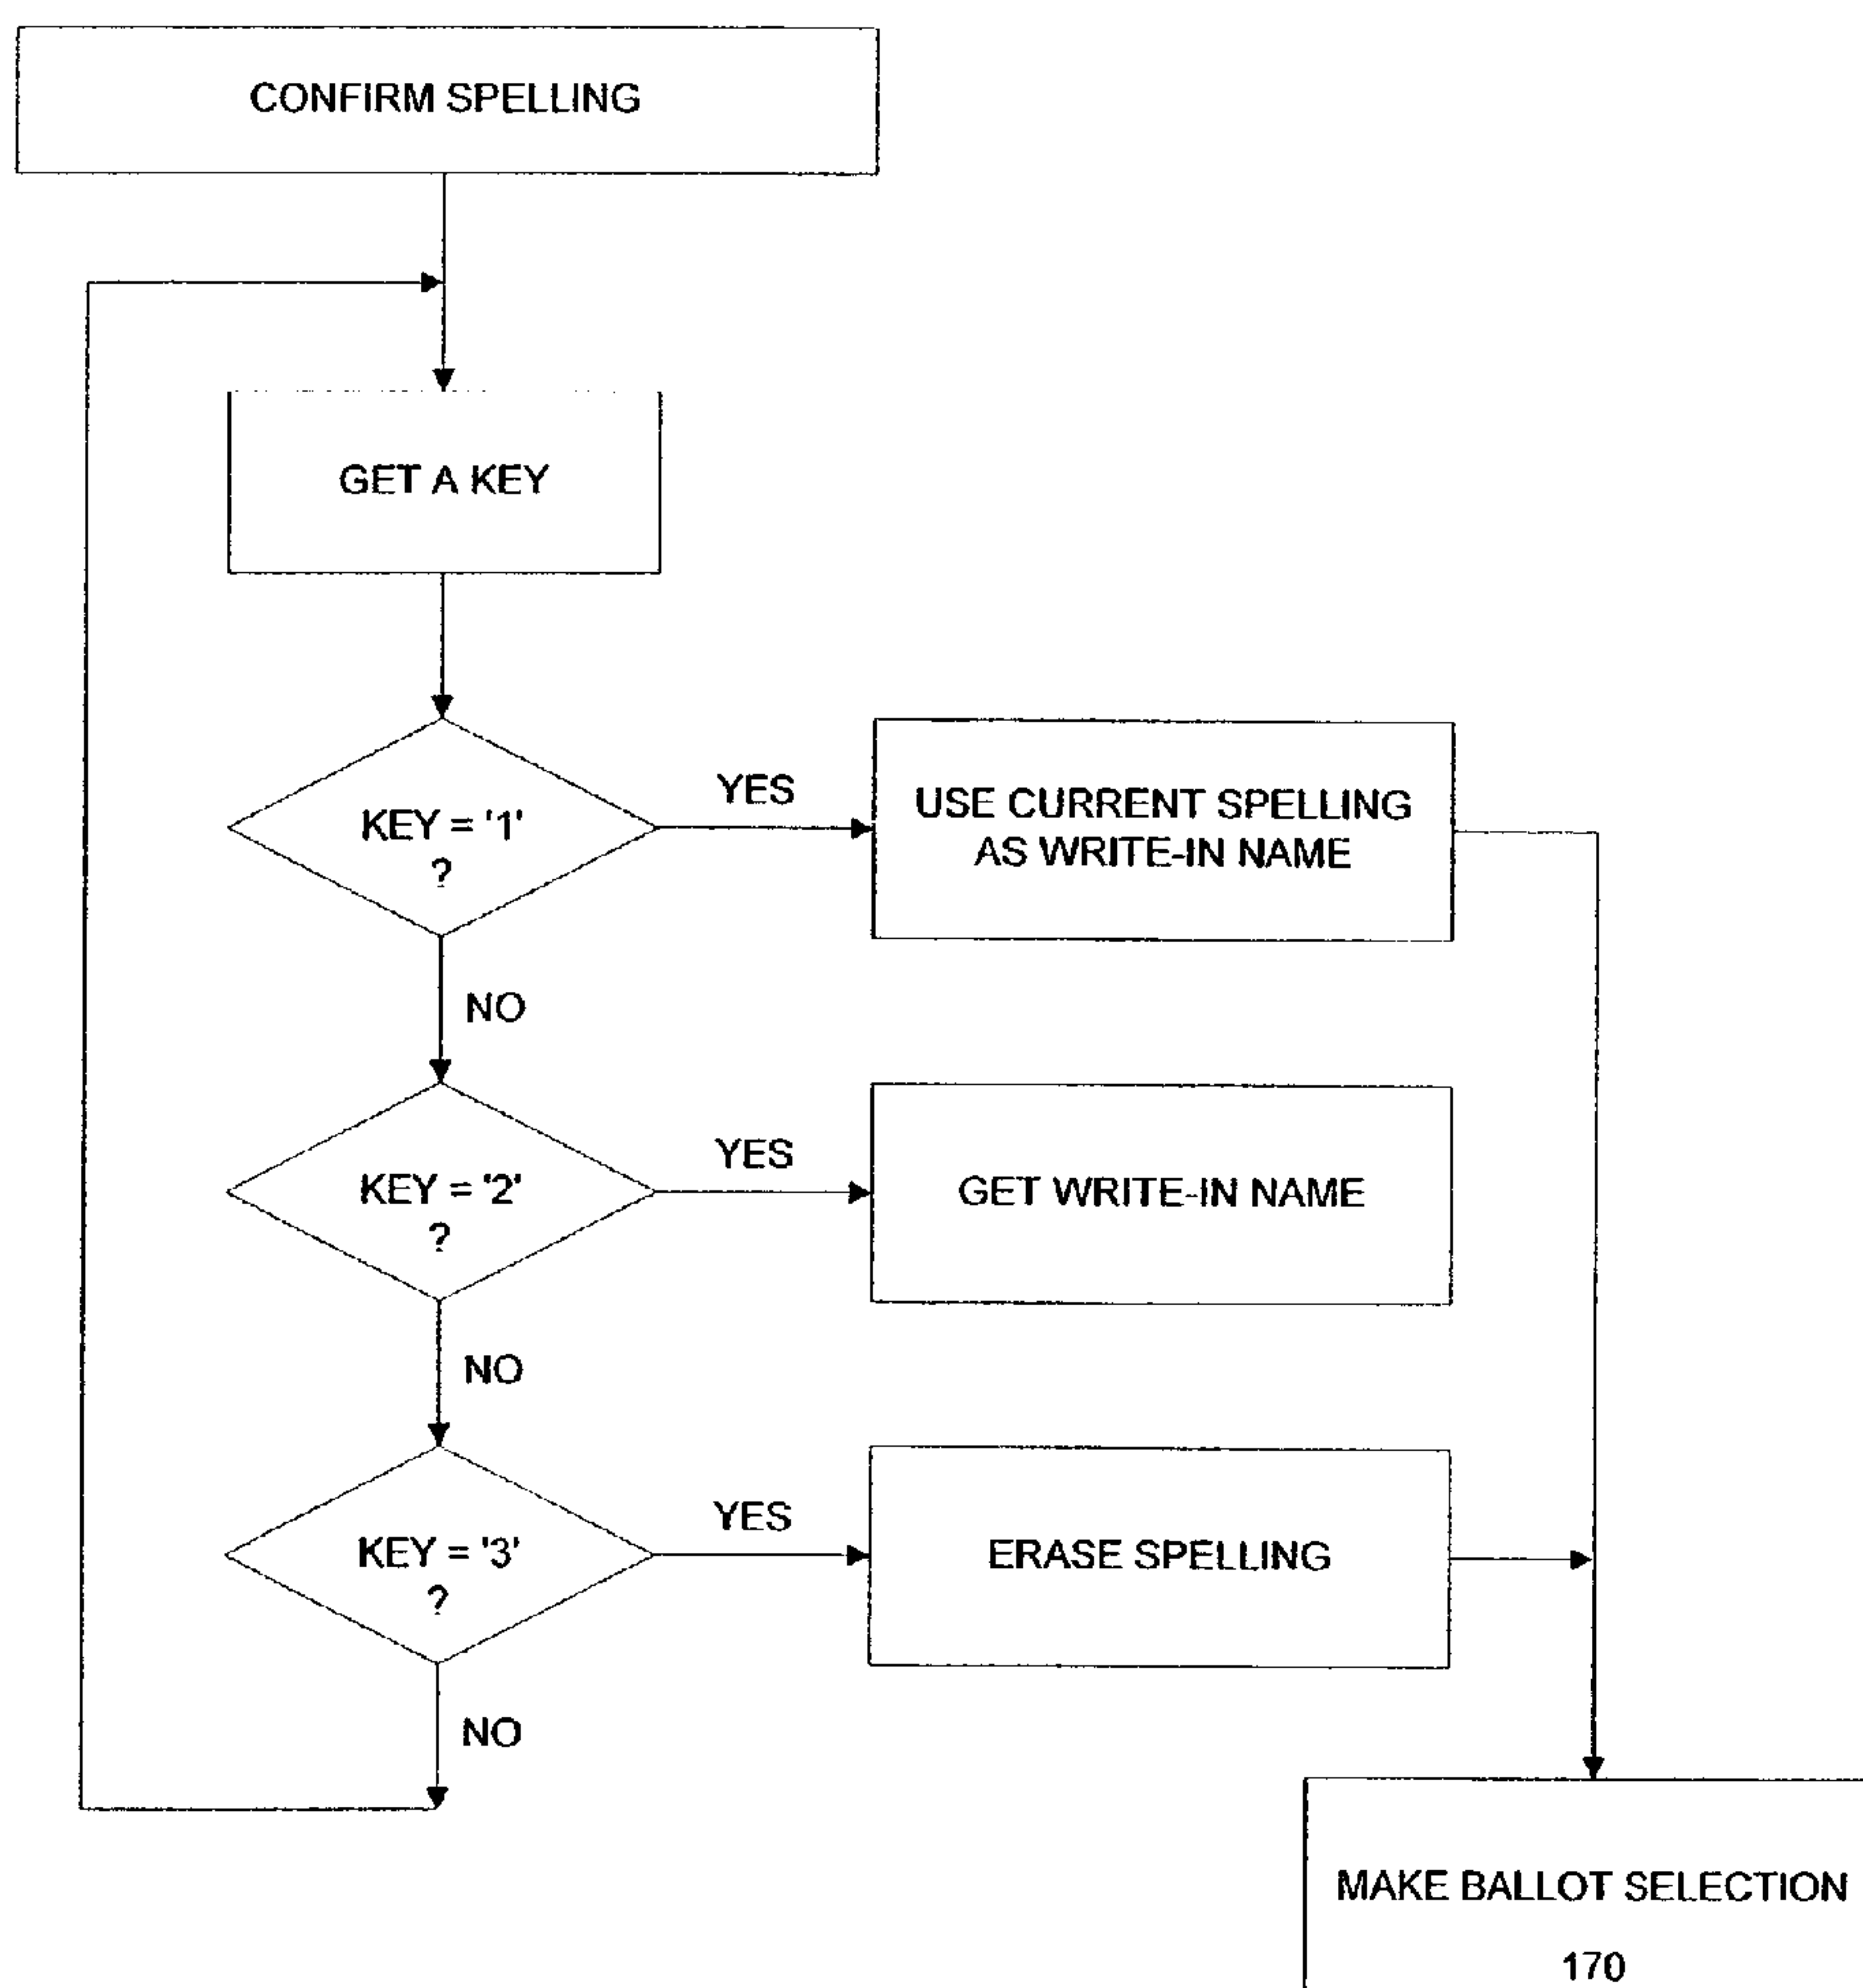 CONFIRM SPELLING
GET A KEY
KEY = '1'
?
YES
USE CURRENT SPELLING
AS WRITE-IN NAME
NO
KEY = '2'
?
YES
GET WRITE-IN NAME
NO
KEY = '3'
?
YES
ERASE SPELLING
NO
MAKE BALLOT SELECTION
170